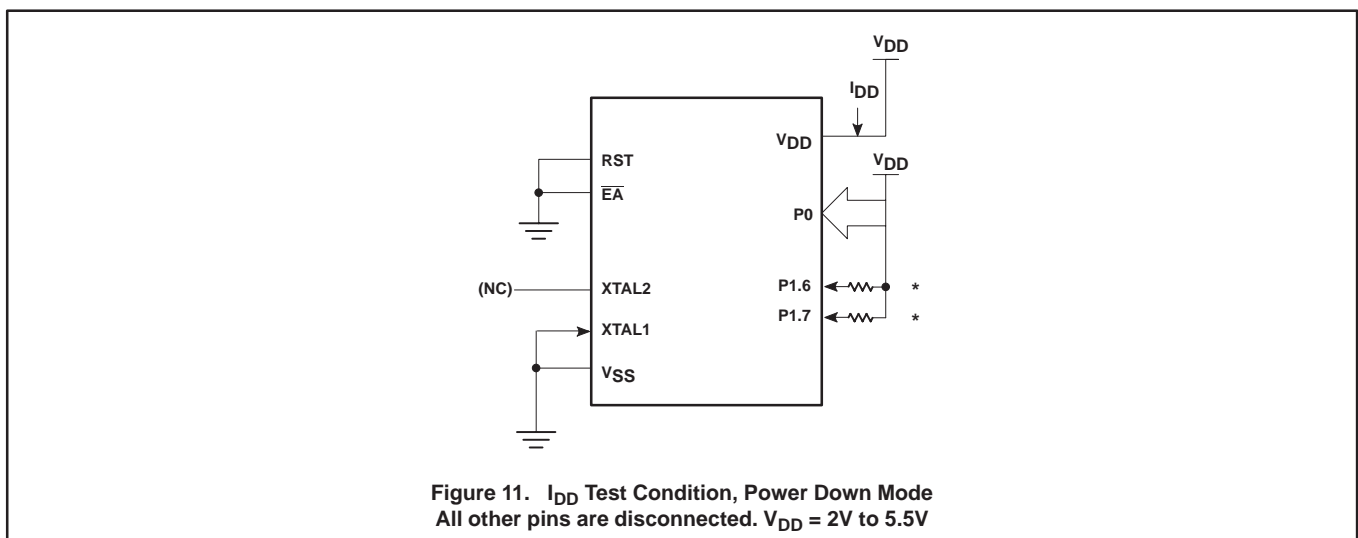 VDD
IDD
VDD
RST
VDD
EA
P0
(NC)
XTAL2
P1.6
*
XTAL1
P1.7
*
VSS
Figure 11. IDD Test Condition, Power Down Mode
All other pins are disconnected. VDD = 2V to 5.5V